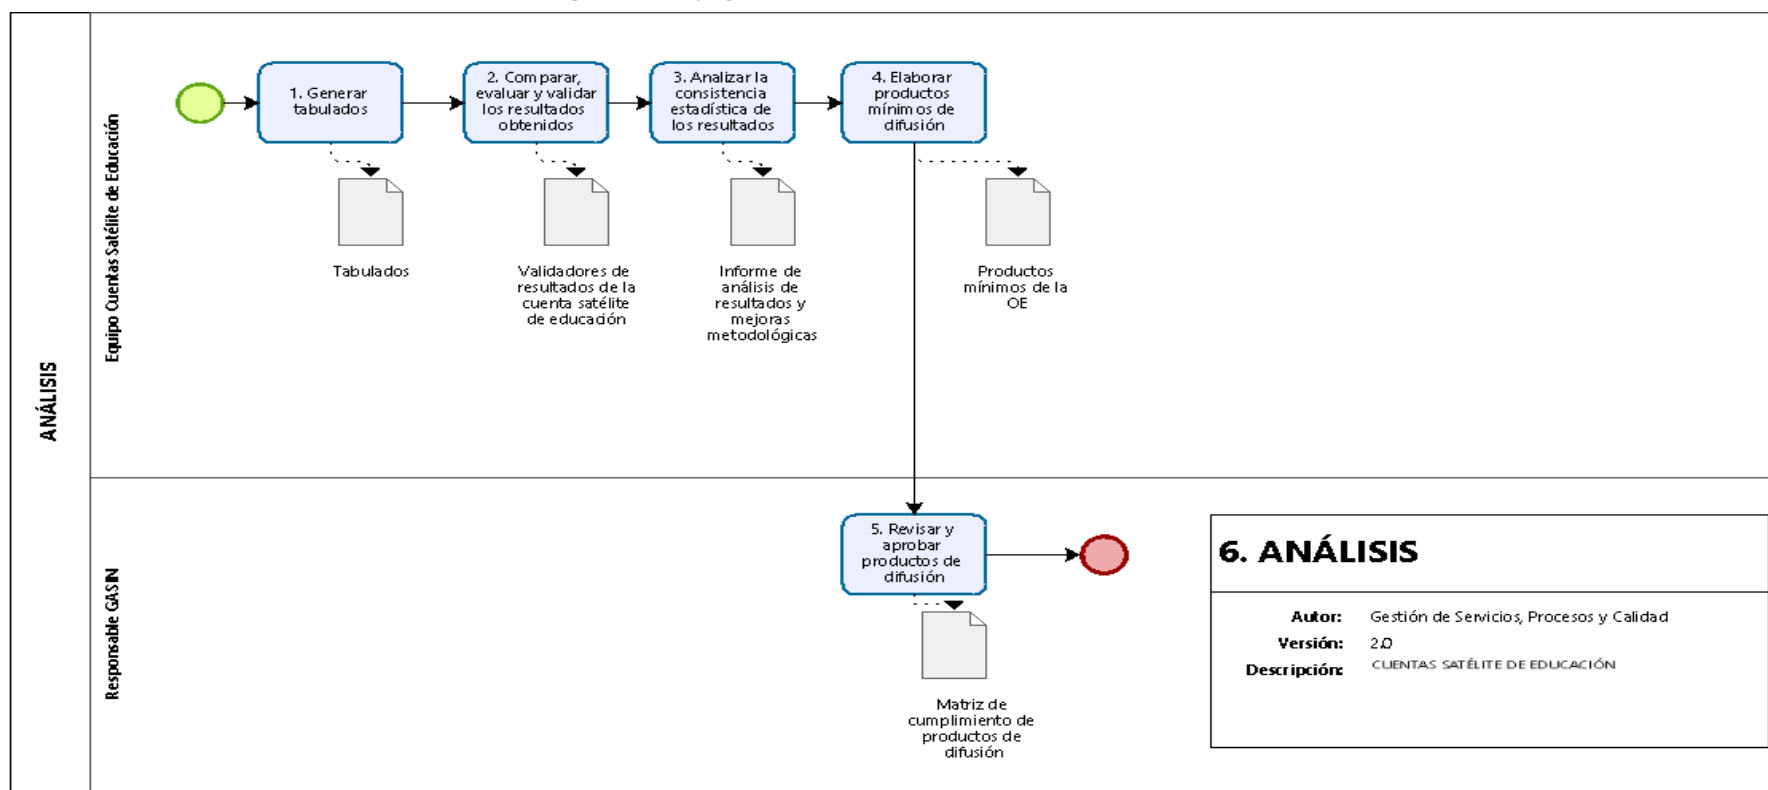 ANÁLISIS
Equipo Cuentas Satélite de Educación
1. Generar
tabulados
2. Comparar,
evaluar y validar
los resultados
obtenidos
3. Analizar la
consistencia
estadística de
los resultados
4. Elaborar
productos
mínimos de
difusión
Tabulados
Validadores de
resultados de la
cuenta satélite
de educación
Informe de
análisis de
resultados y
mejoras
metodológicas
Productos
mínimos de la
OE
Responsable GASIN
5. Revisar y
aprobar
productos de
difusión
Matriz de
cumplimiento de
productos de
difusión
6. ANÁLISIS
Autor: Gestión de Servicios, Procesos y Calidad
Versión: 2.0
Descripción: CUENTAS SATÉLITE DE EDUCACIÓN